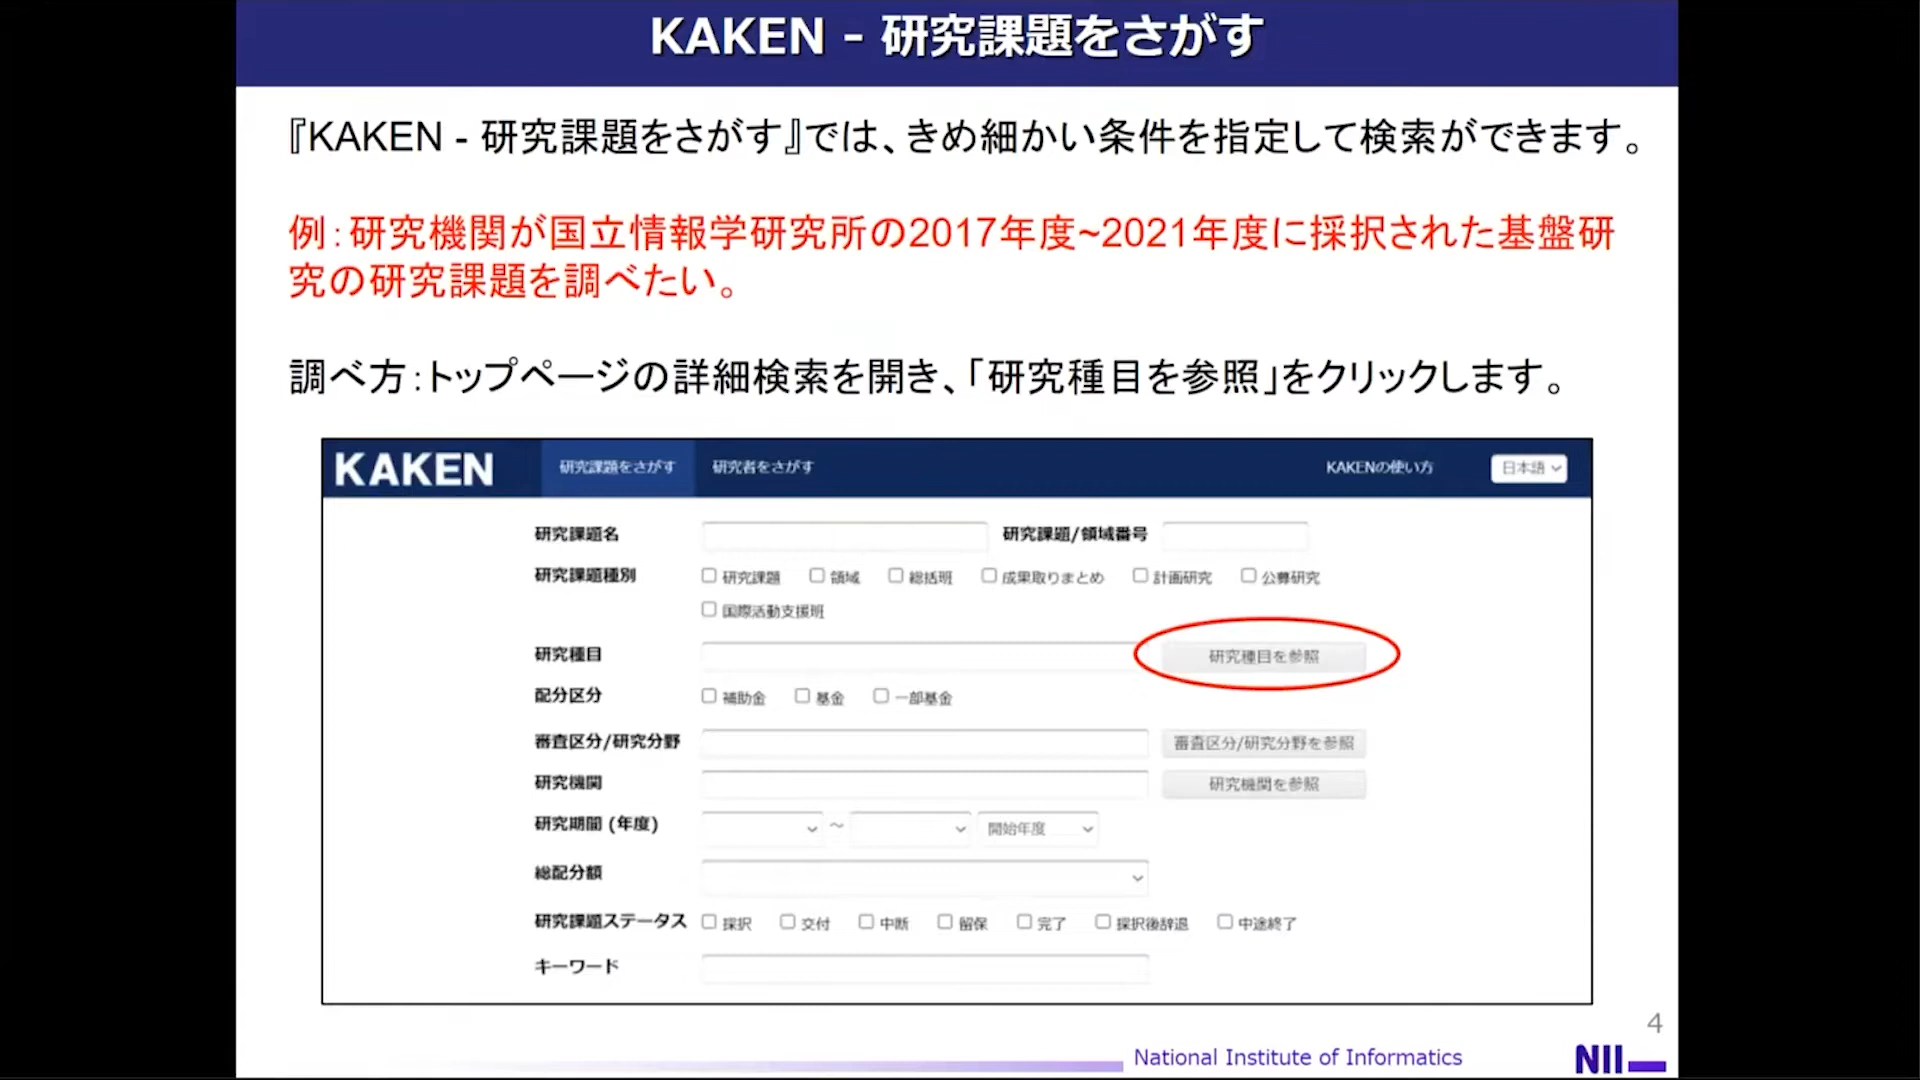 KAKEN - 研究課題をさがす
『KAKEN - 研究課題をさがす』では、きめ細かい条件を指定して検索ができます。
例：研究機関が国立情報学研究所の2017年度~2021年度に採択された基盤研
究の研究課題を調べたい。
調べ方：トップページの詳細検索を開き、「研究種目を参照」をクリックします。
KAKEN 研究課題をさがす 研究者をさがす KAKENの使い方 日本語
研究課題名 研究課題/領域番号
研究課題種別 研究課題 領域 総括班 成果取りまとめ 計画研究 公募研究
国際活動支援班
研究種目 研究種目を参照
配分区分 補助金 基金 一部基金
審査区分/研究分野 審査区分/研究分野を参照
研究機関 研究機関を参照
研究期間 (年度) ～ 開始年度
総配分額
研究課題ステータス 採択 交付 中断 留保 完了 採択後辞退 中途終了
キーワード
4
National Institute of Informatics NII